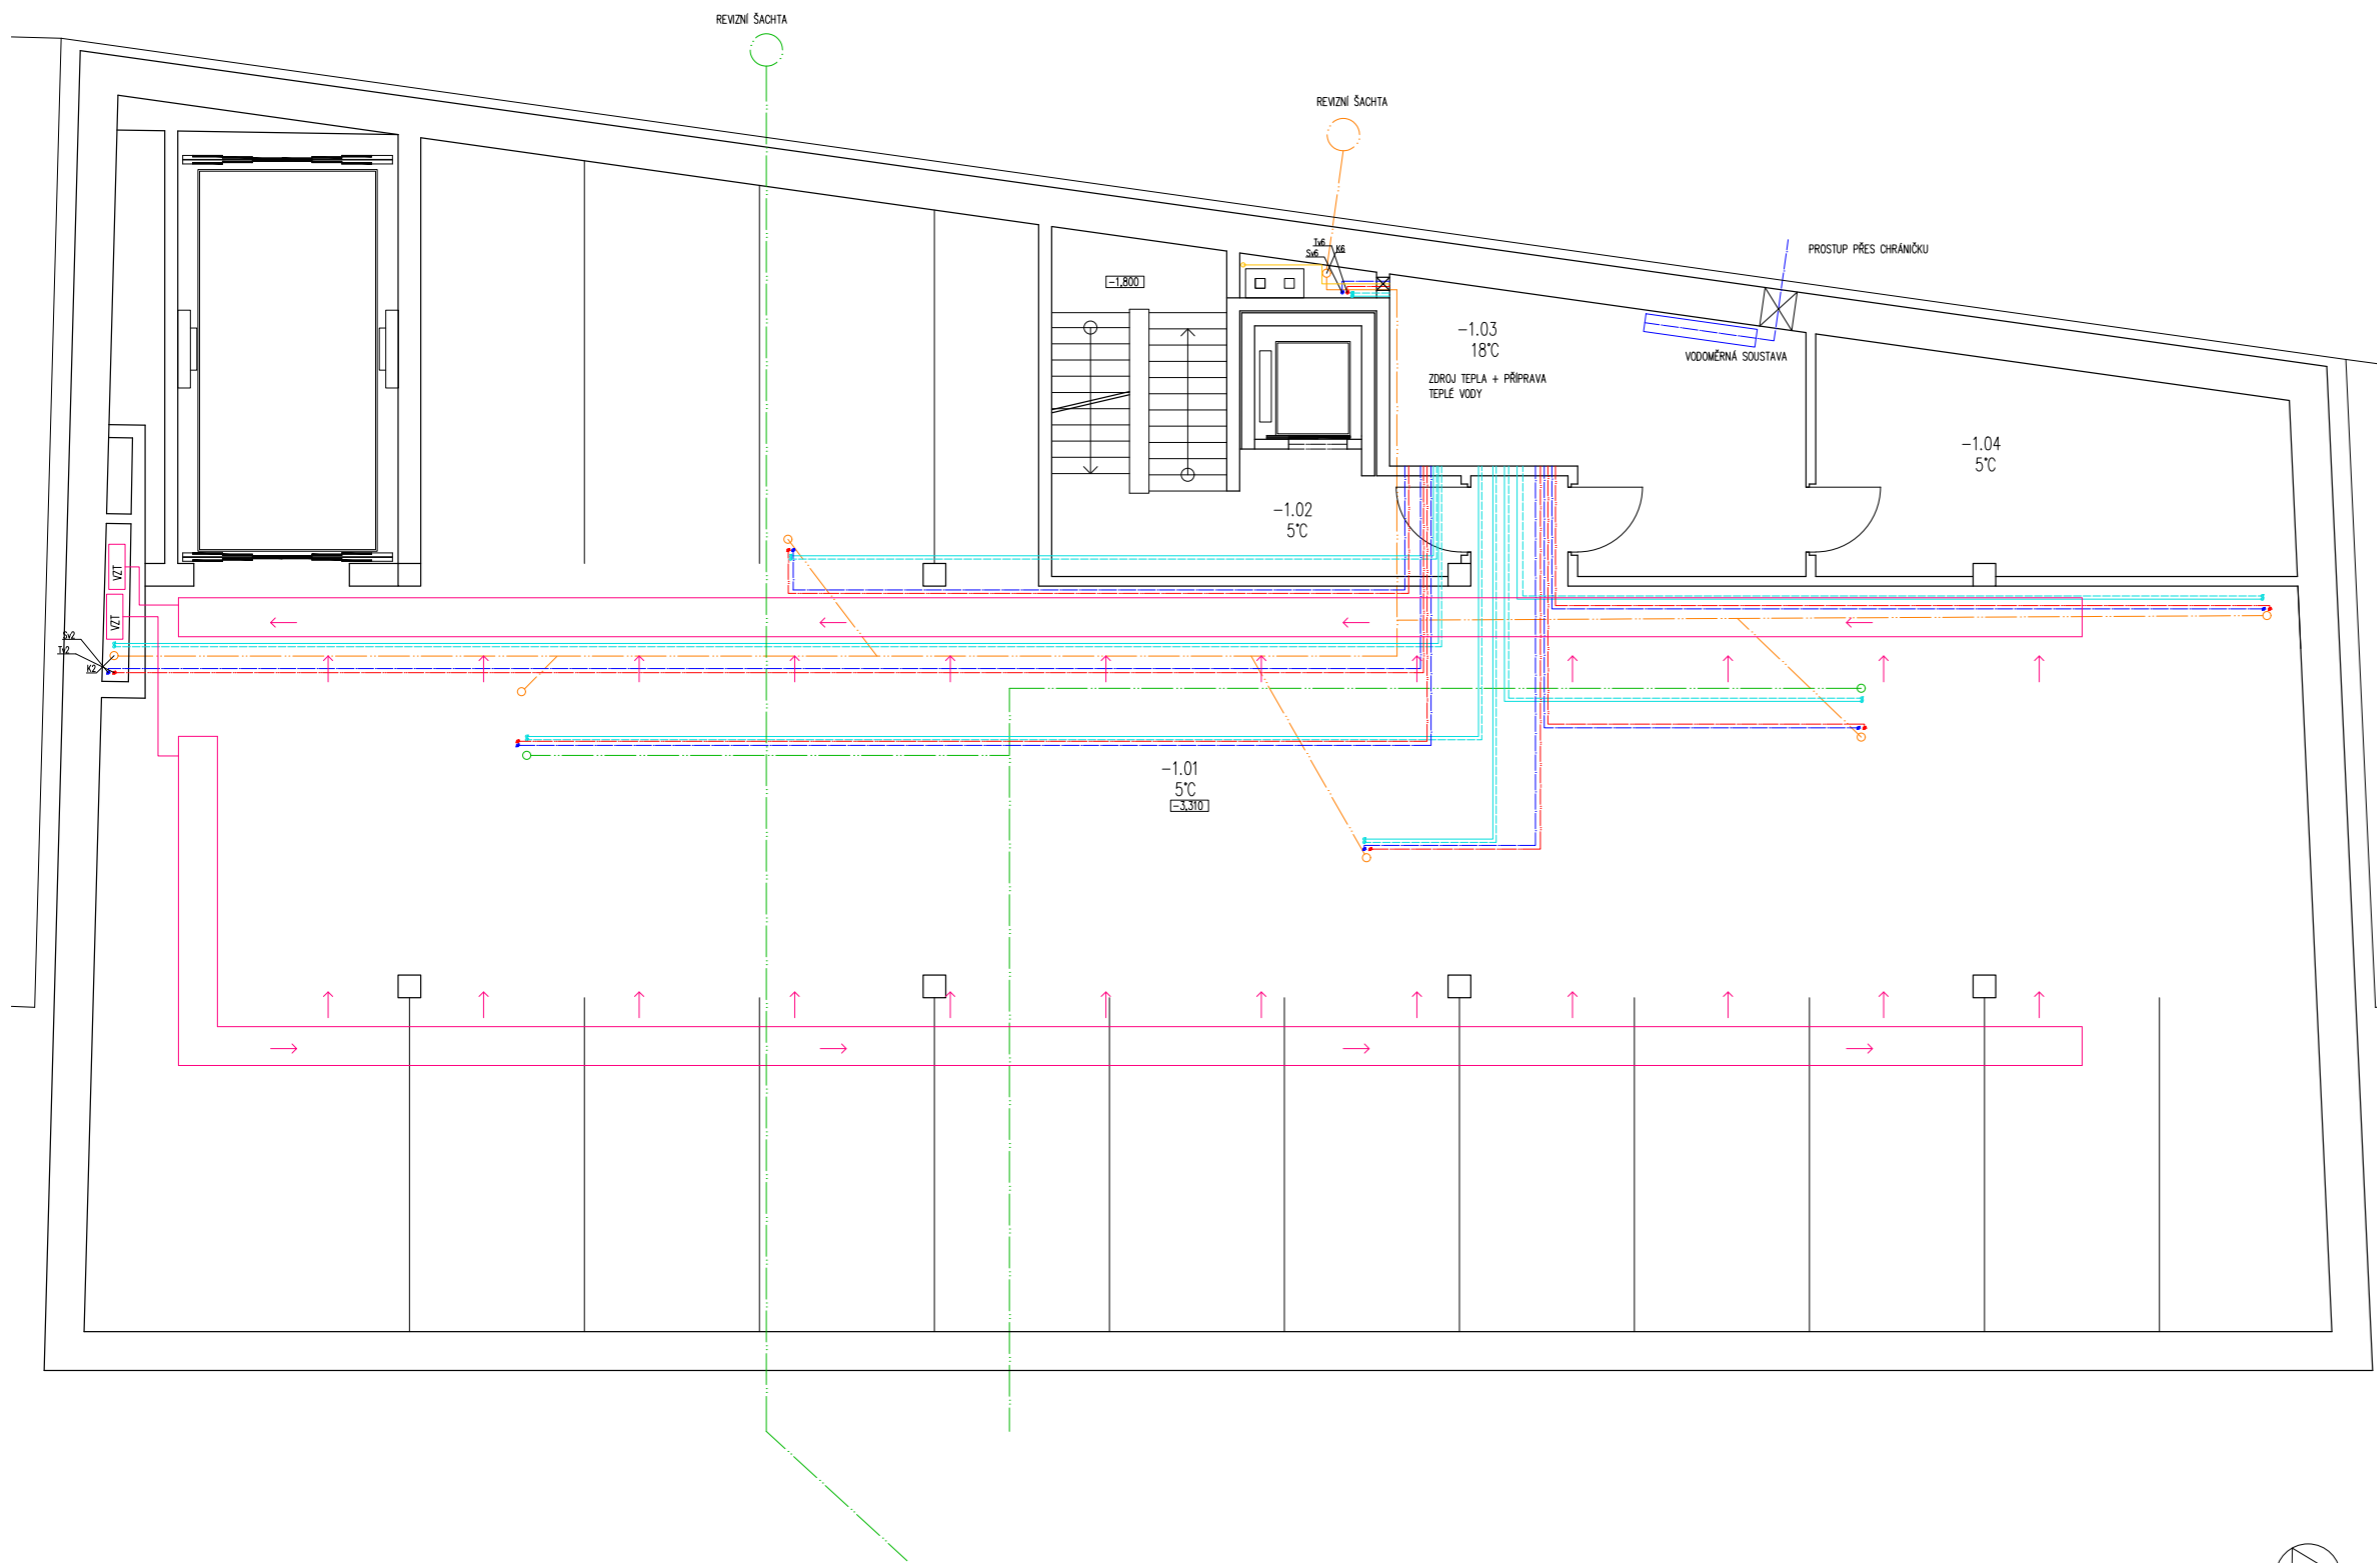 REVIZNÍ ŠACHTA
REVIZNÍ ŠACHTA
Tv6
K6
Sv6
PROSTUP PŘES CHRÁNIČKU
-1,800
-1.03
18°C
VODOMĚRNÁ SOUSTAVA
ZDROJ TEPLA + PŘÍPRAVA
TEPLÉ VODY
-1.04
5°C
-1.02
5°C
VZT
VZT
Sv2
Tv2
K2
-1.01
5°C
-3,310